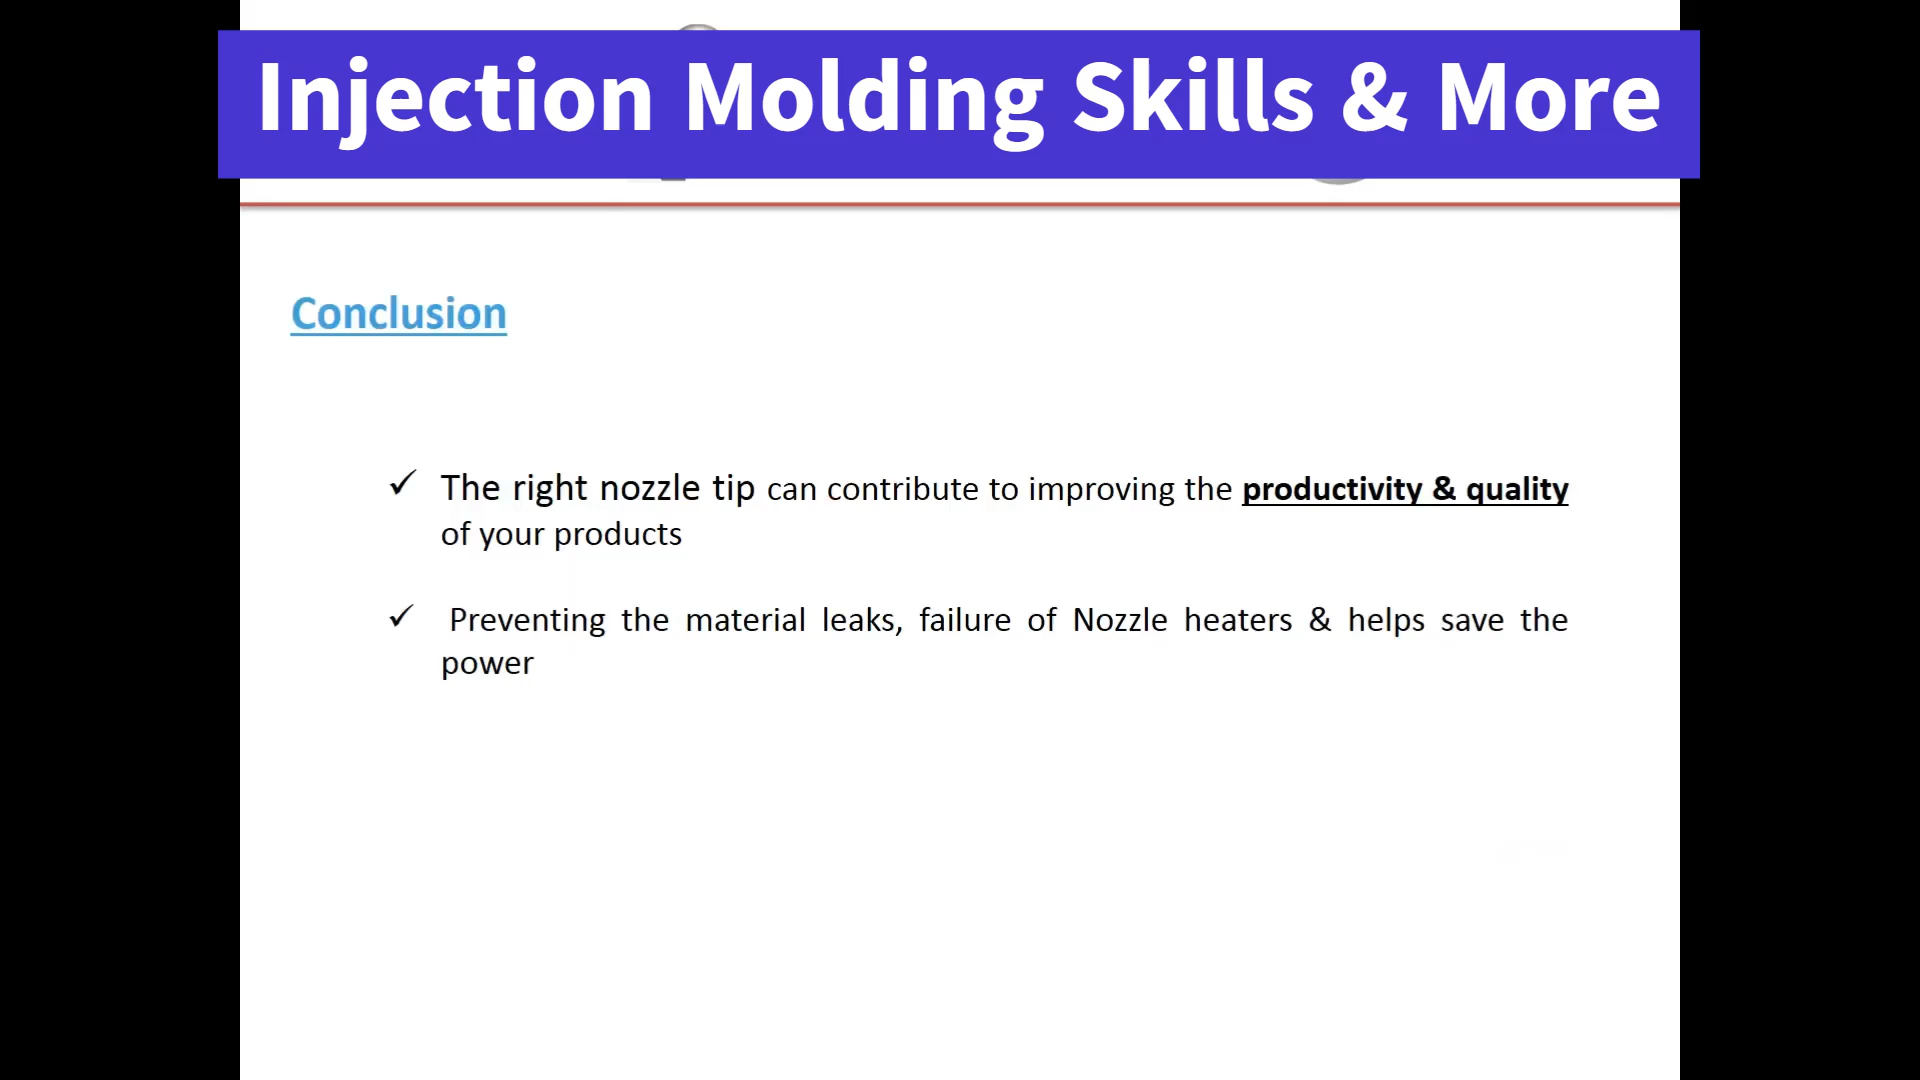 Injection Molding Skills & More
Conclusion
✓ The right nozzle tip can contribute to improving the productivity & quality
of your products
✓ Preventing the material leaks, failure of Nozzle heaters & helps save the
power